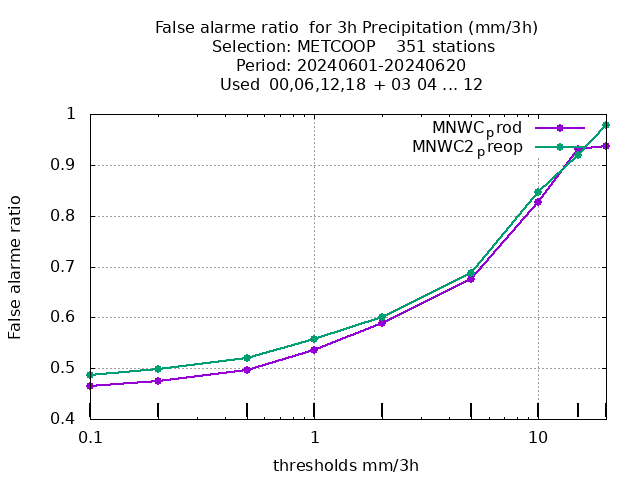 False alarme ratio  for 3h Precipitation (mm/3h)
Selection: METCOOP    351 stations
Period: 20240601-20240620
Used  00,06,12,18  + 03 04 ... 12
MNWCprod
MNWC2preop
1
0.9
0.8
0.7
0.6
0.5
0.4
False alarme ratio
0.1 1 10
thresholds mm/3h